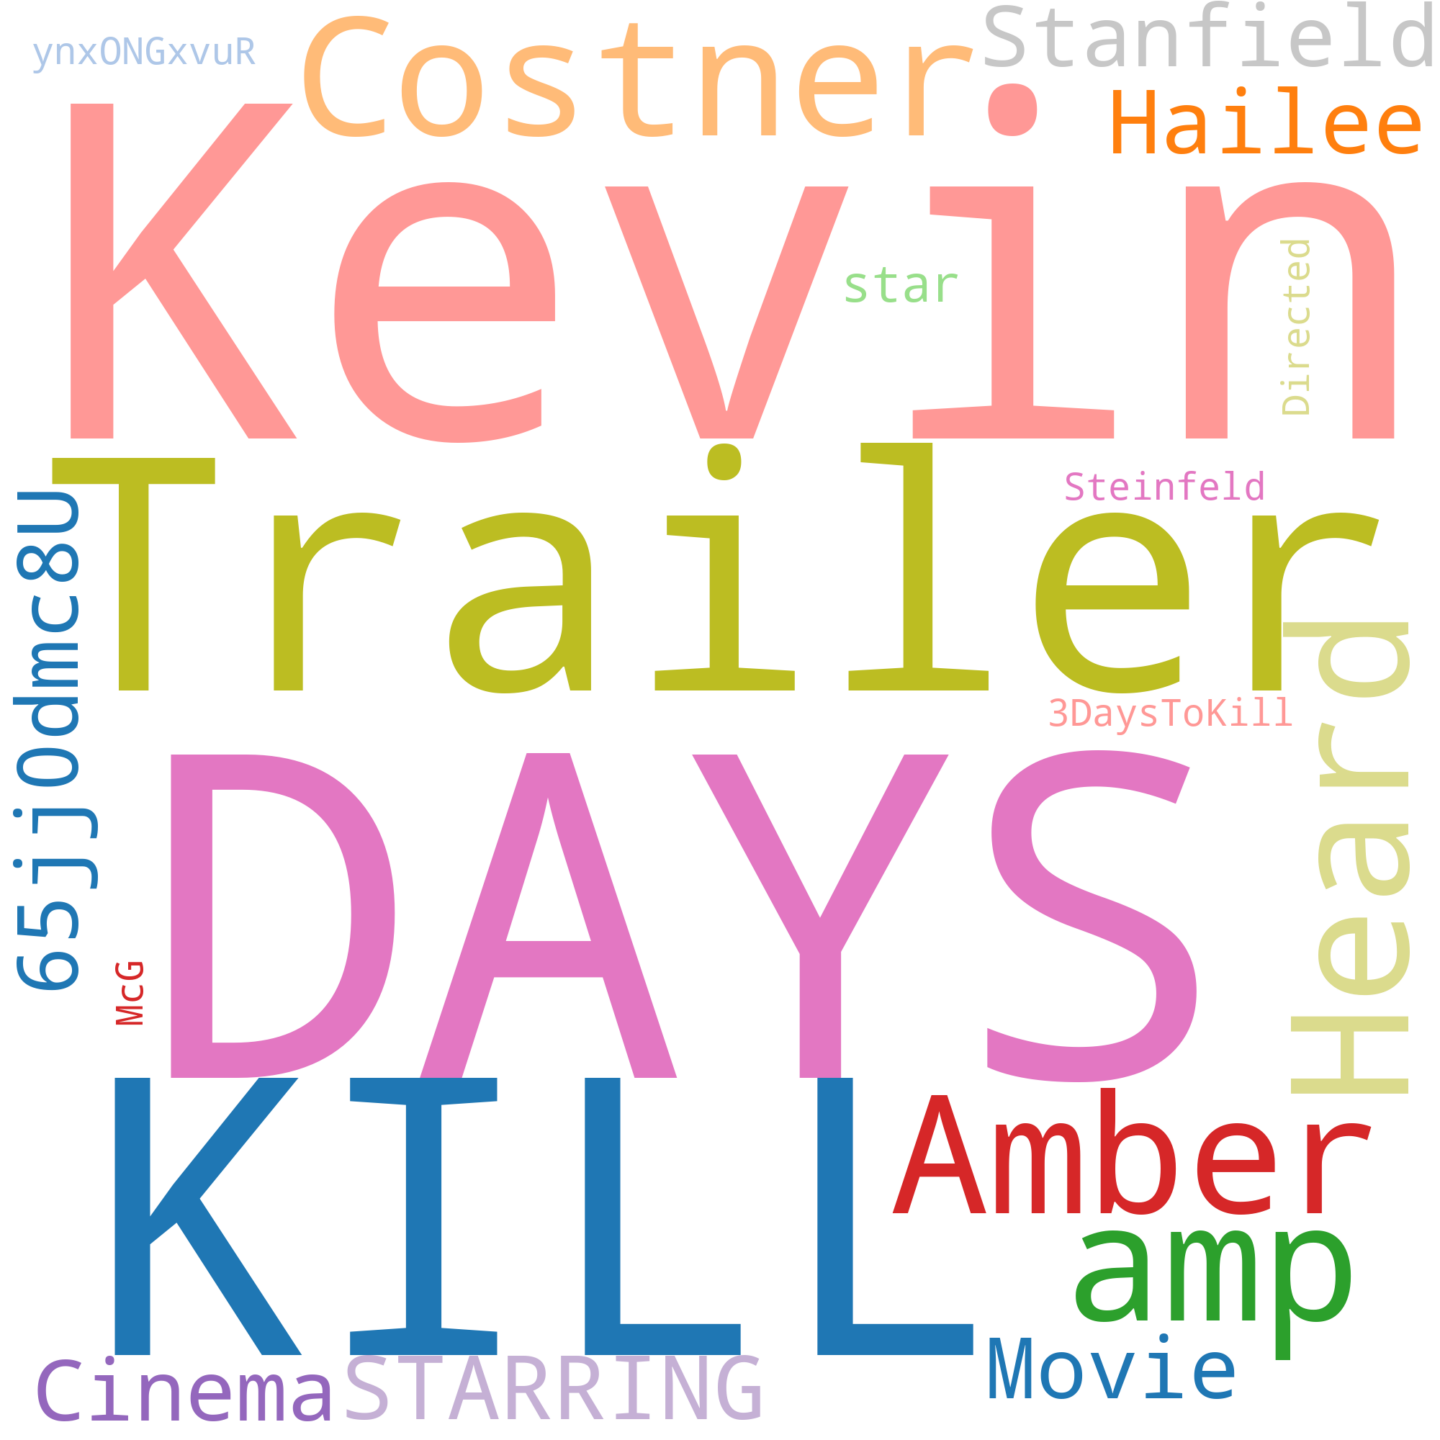 ynxONGxvuR
Costner
Stanfield
Hailee
Kevin
star
Directed
Trailer
Steinfeld
65jjOdmc8U
Heard
3DaysToKill
DAYS
McG
KILL
Amber
amp
Movie
Cinema
STARRING